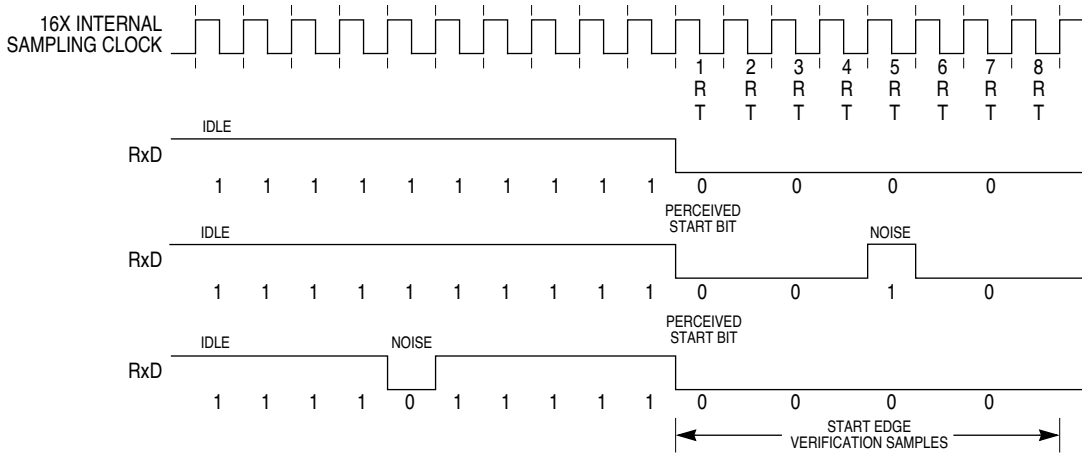 16X INTERNAL
SAMPLING CLOCK
1 2 3 4 5 6 7 8
R R R R R R R R
T T T T T T T T
IDLE
RxD
1 1 1 1 1 1 1 1 1 1 0 0 0 0
PERCEIVED
START BIT
IDLE
NOISE
RxD
1 1 1 1 1 1 1 1 1 1 0 0 1 0
PERCEIVED
START BIT
IDLE NOISE
RxD
1 1 1 1 0 1 1 1 1 1 0 0 0 0
START EDGE
VERIFICATION SAMPLES